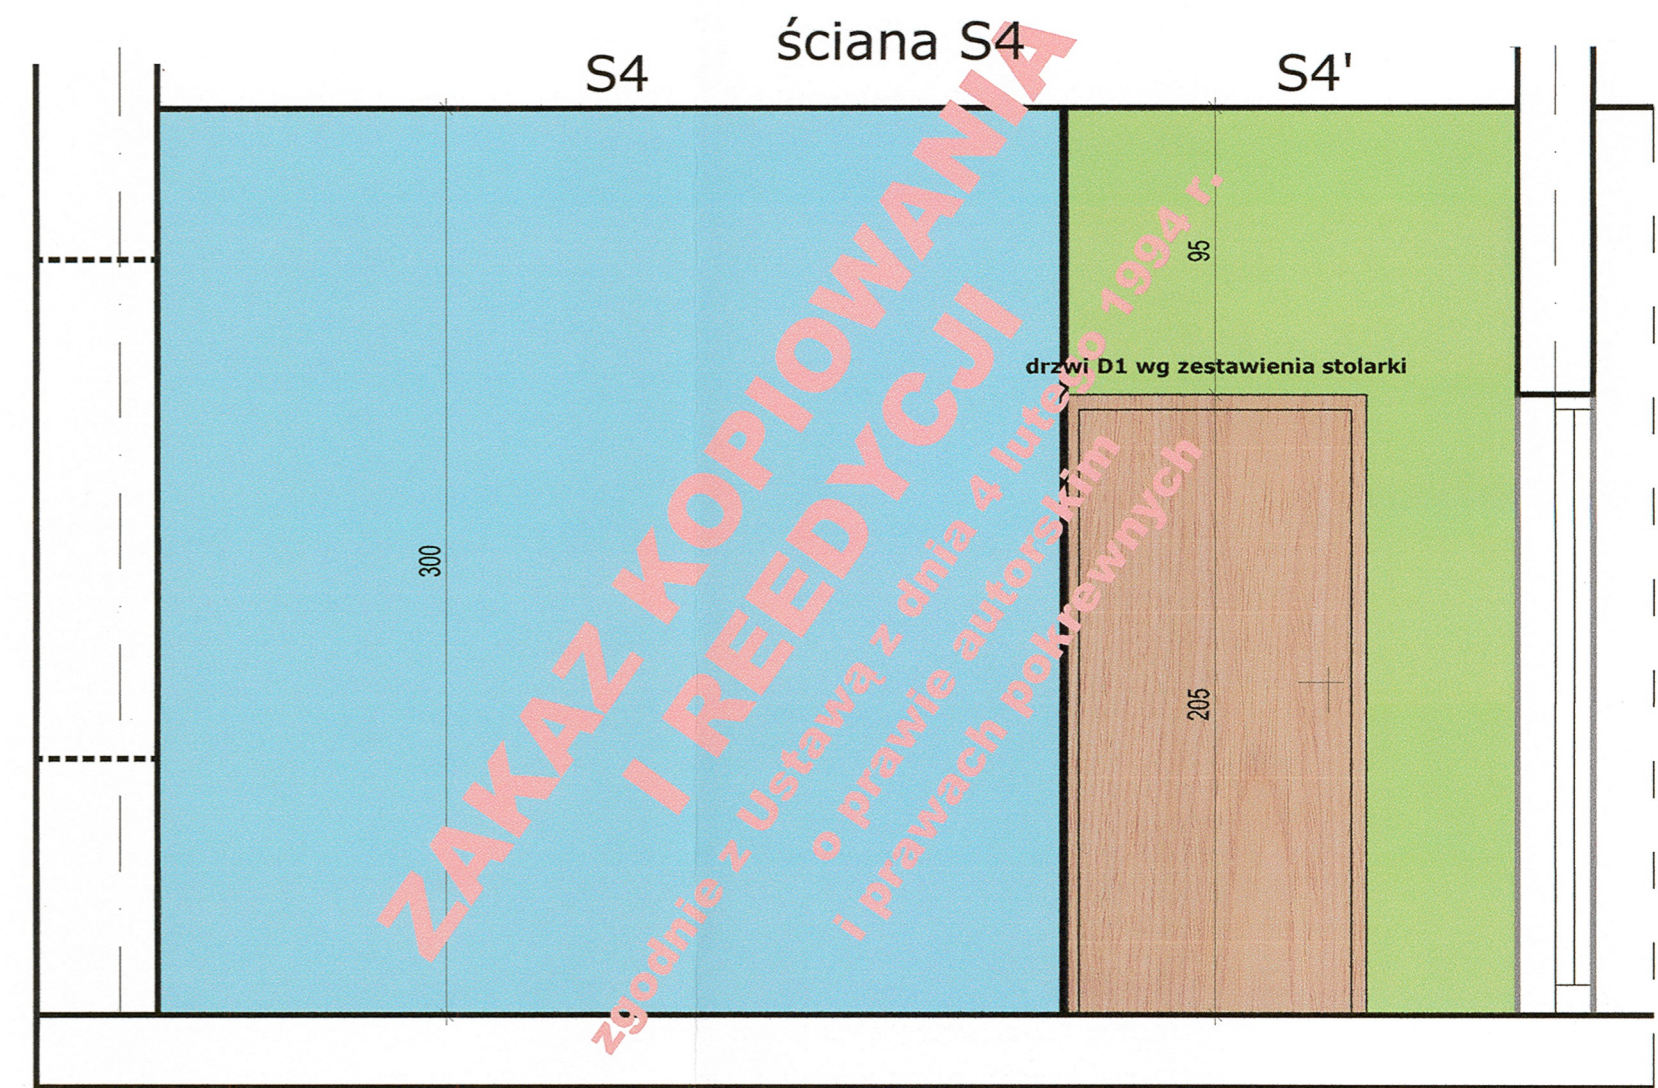 ściana S4
S4
S4'
95
drzwi D1 wg zestawienia stolarki
300
205
ZAKAZ KOPIOWANIA
I REEDYCJI
zgodnie z Ustawą z dnia 4 lutego 1994 r.
o prawie autorskim
i prawach pokrewnych